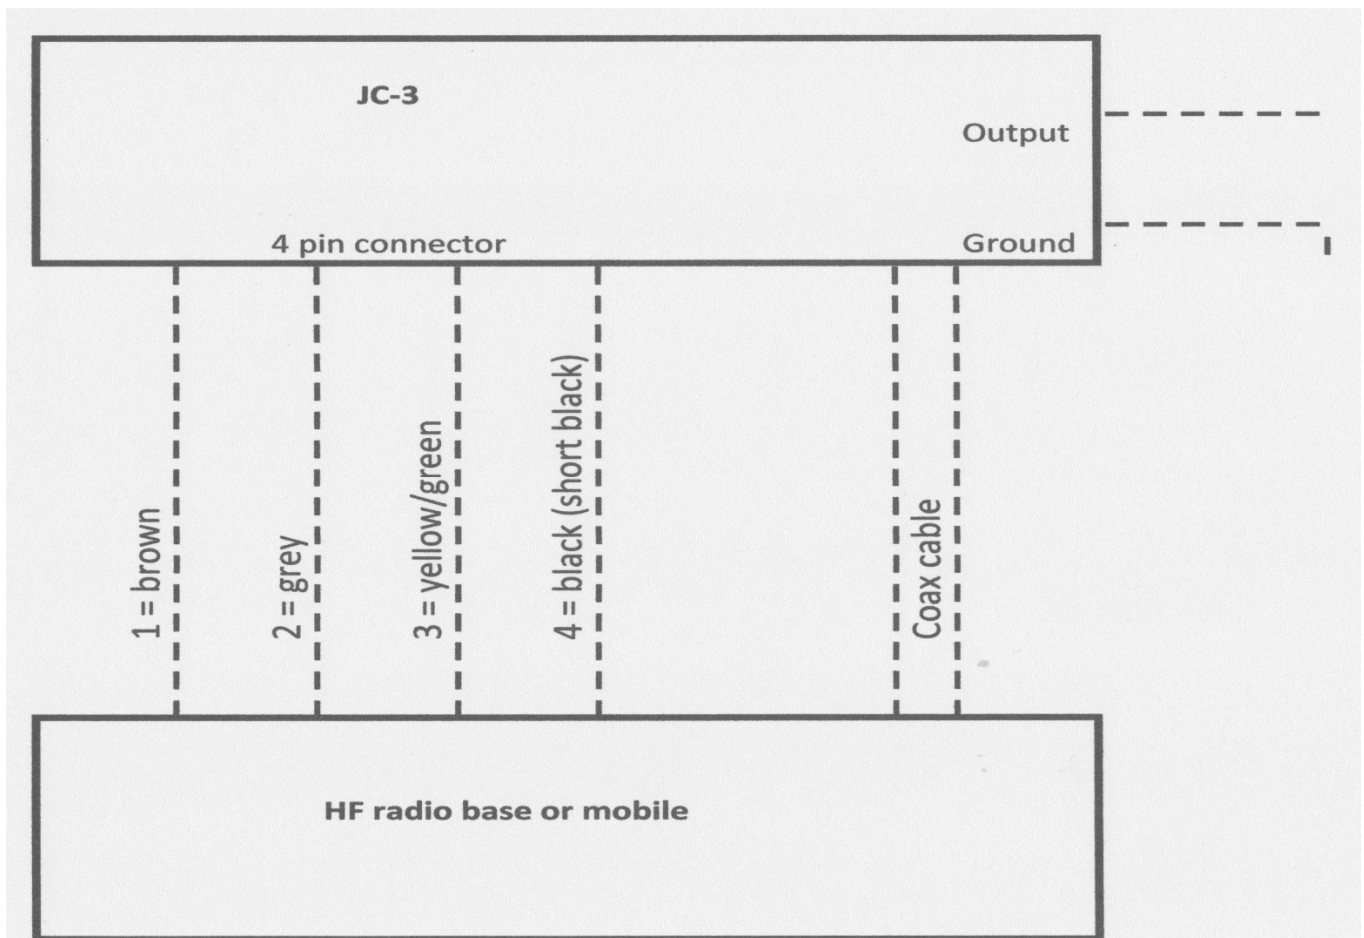 JC-3
Output
4 pin connector
Ground
1 = brown
2 = grey
3 = yellow/green
4 = black (short black)
Coax cable
HF radio base or mobile